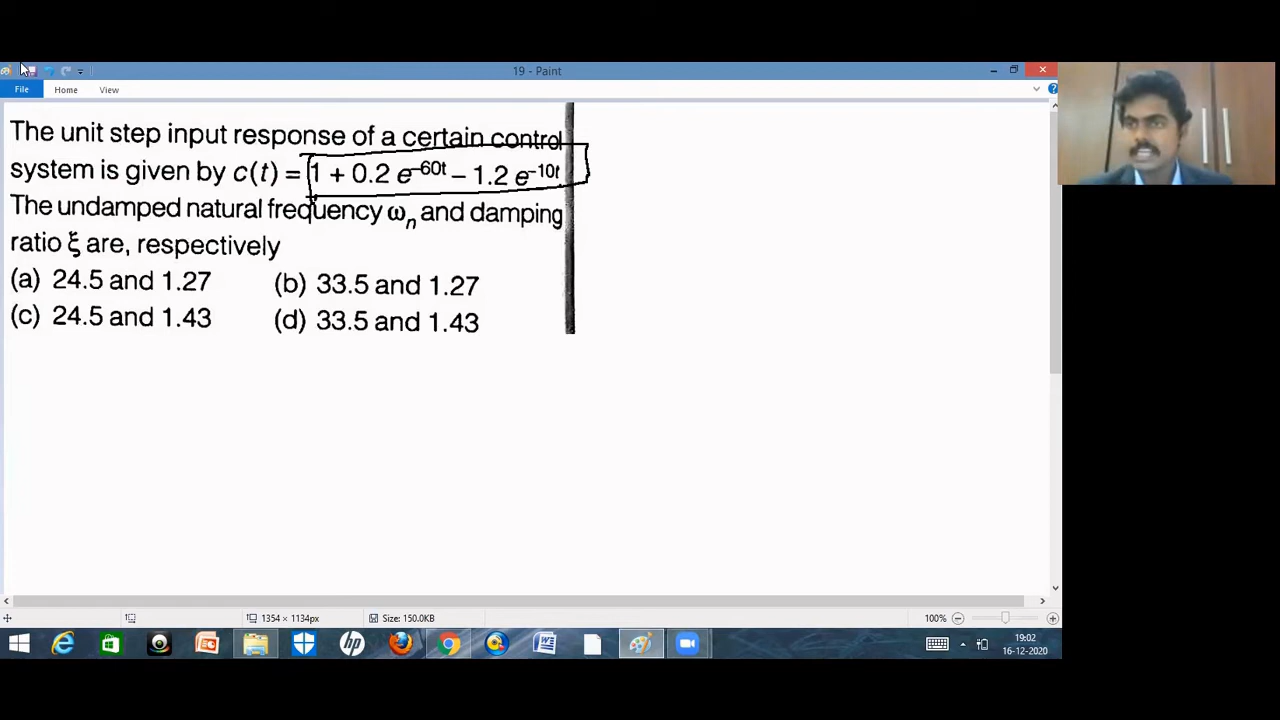 19 - Paint
File Home View
The unit step input response of a certain control
system is given by c(t) = 1 + 0.2 e–60t – 1.2 e–10t
The undamped natural frequency ωn and damping
ratio ξ are, respectively
(a) 24.5 and 1.27 (b) 33.5 and 1.27
(c) 24.5 and 1.43 (d) 33.5 and 1.43
1354 × 1134px Size: 150.0KB 100%
19:02
16-12-2020